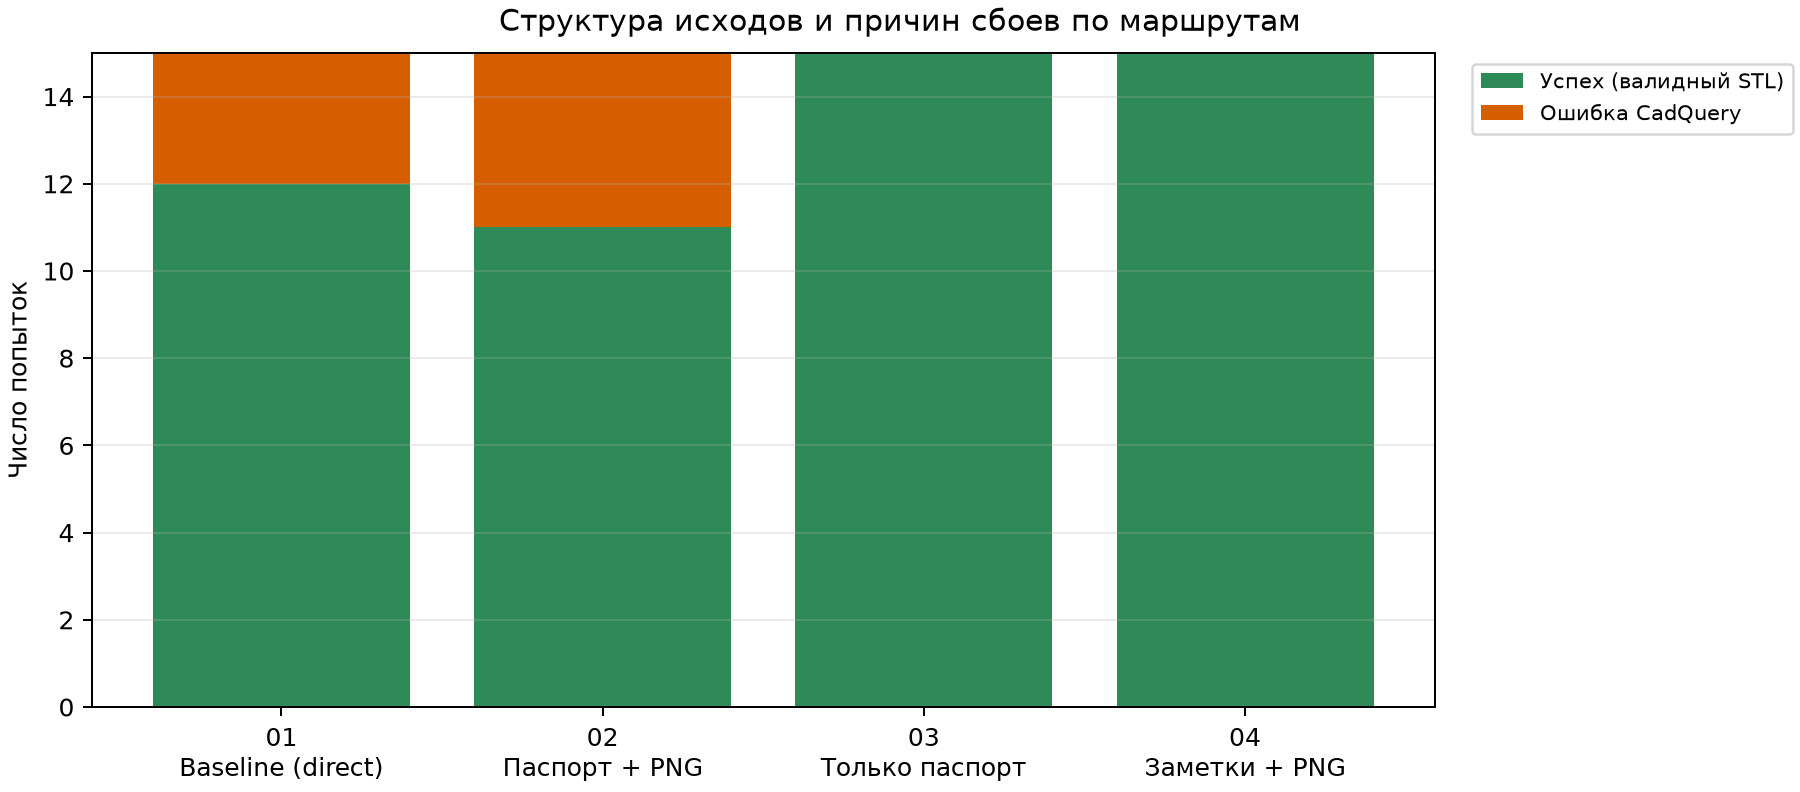 Структура исходов и причин сбоев по маршрутам
Успех (валидный STL)
Ошибка CadQuery
Число попыток
14
12
10
8
6
4
2
0
01
Baseline (direct)
02
Паспорт + PNG
03
Только паспорт
04
Заметки + PNG